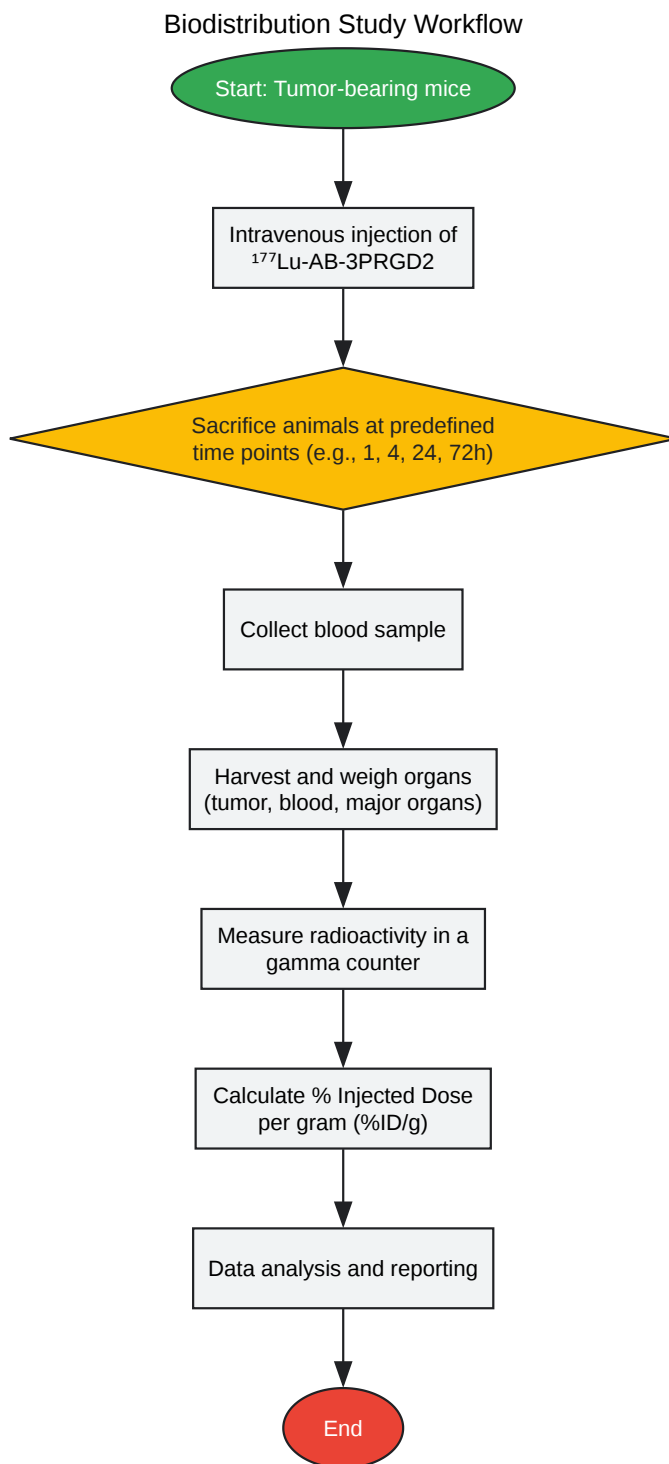 Biodistribution Study Workflow
Start: Tumor-bearing mice
Intravenous injection of
¹⁷⁷Lu-AB-3PRGD2
Sacrifice animals at predefined
time points (e.g., 1, 4, 24, 72h)
Collect blood sample
Harvest and weigh organs
(tumor, blood, major organs)
Measure radioactivity in a
gamma counter
Calculate % Injected Dose
per gram (%ID/g)
Data analysis and reporting
End